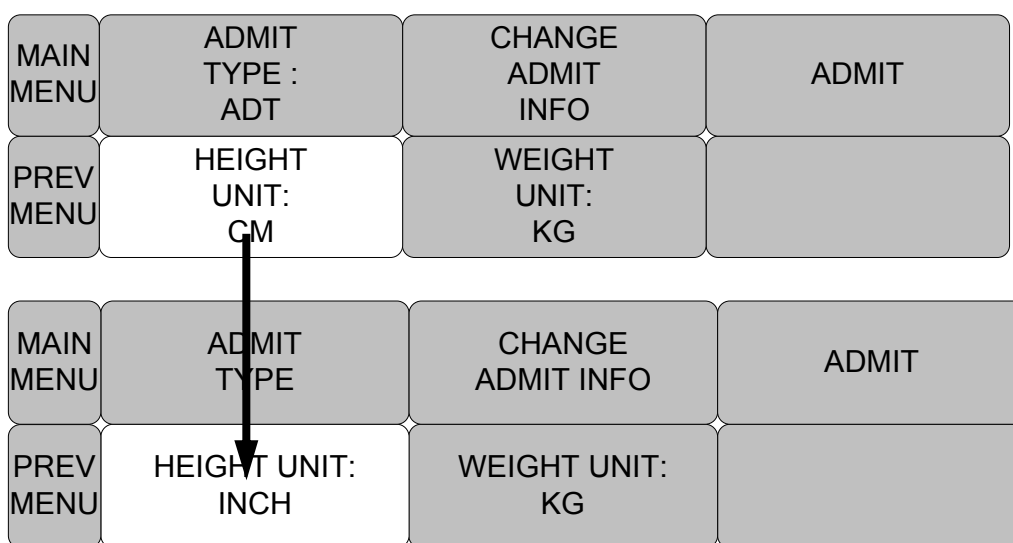 MAIN
MENU
ADMIT
TYPE :
ADT
CHANGE
ADMIT
INFO
ADMIT
PREV
MENU
HEIGHT
UNIT:
CM
WEIGHT
UNIT:
KG
MAIN
MENU
ADMIT
TYPE
CHANGE
ADMIT INFO
ADMIT
PREV
MENU
HEIGHT UNIT:
INCH
WEIGHT UNIT:
KG